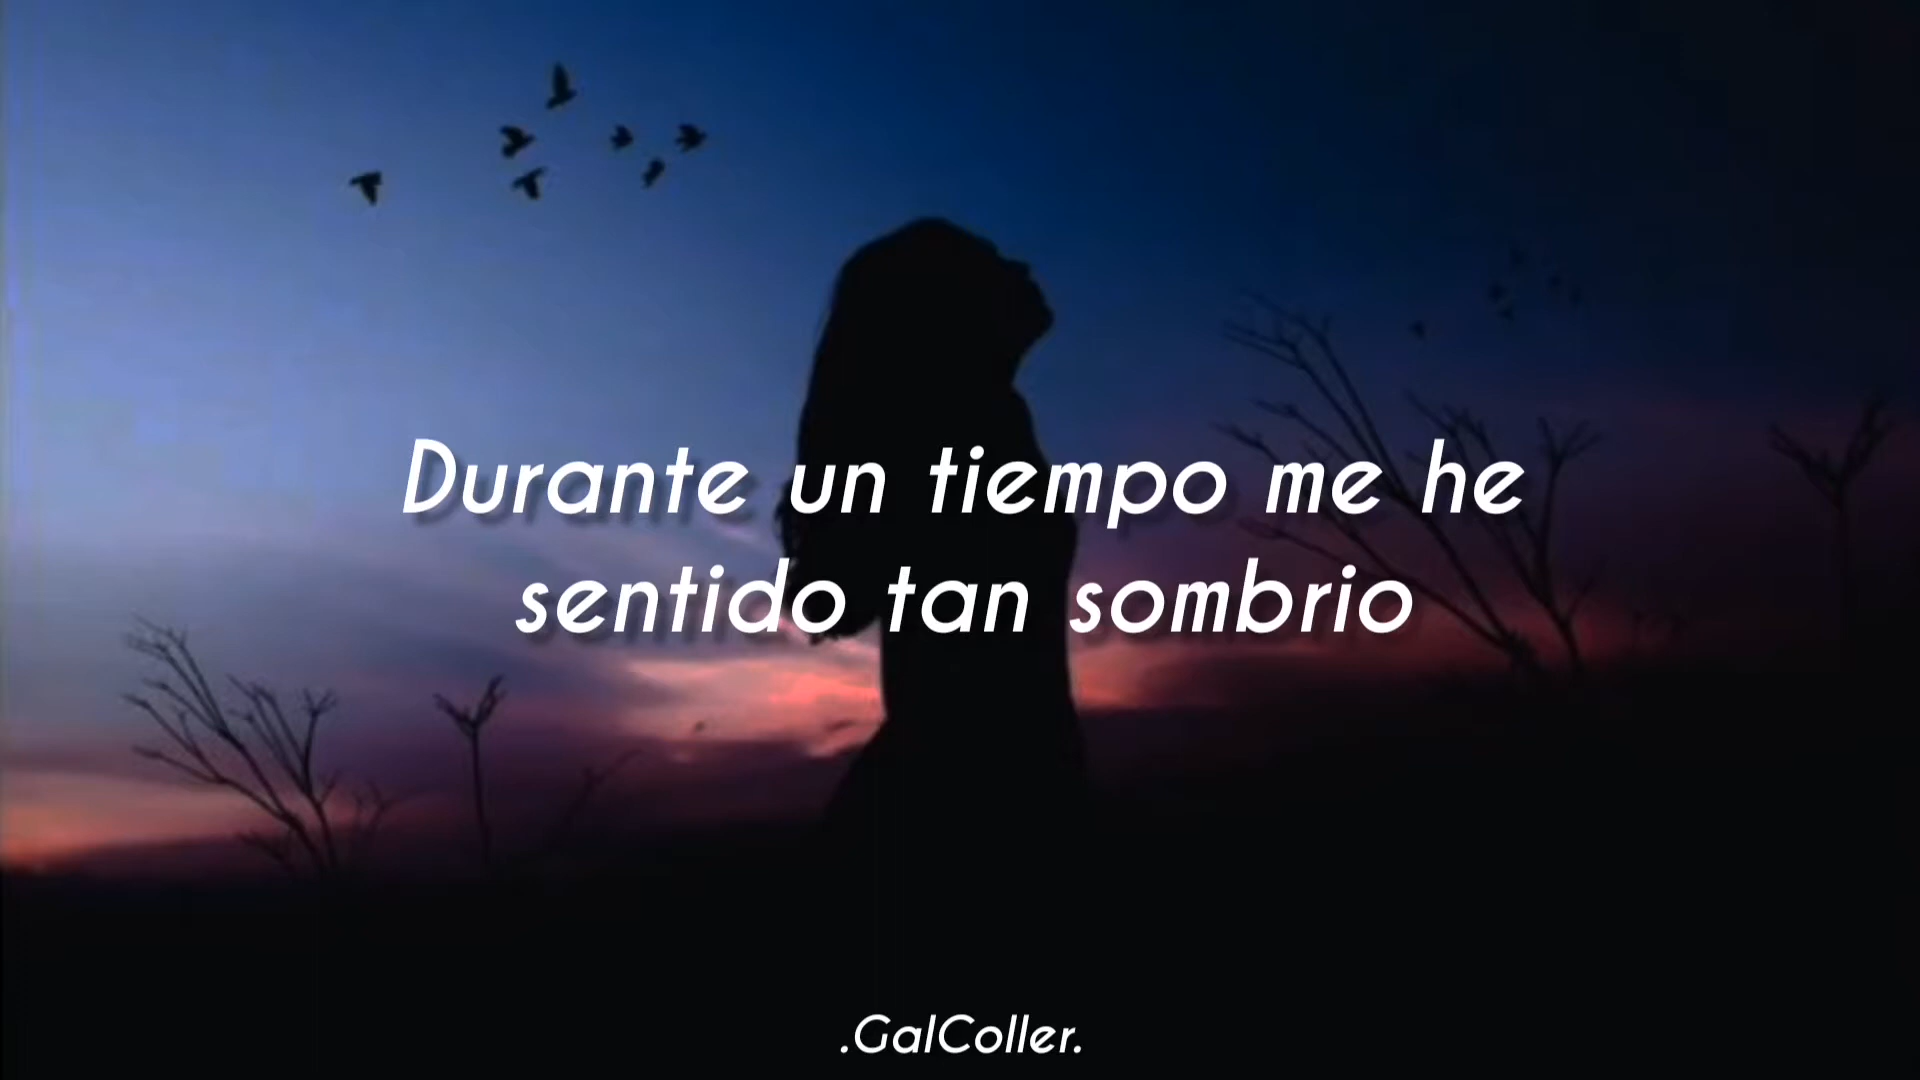 Durante un tiempo me he
sentido tan sombrio
.GalColler.